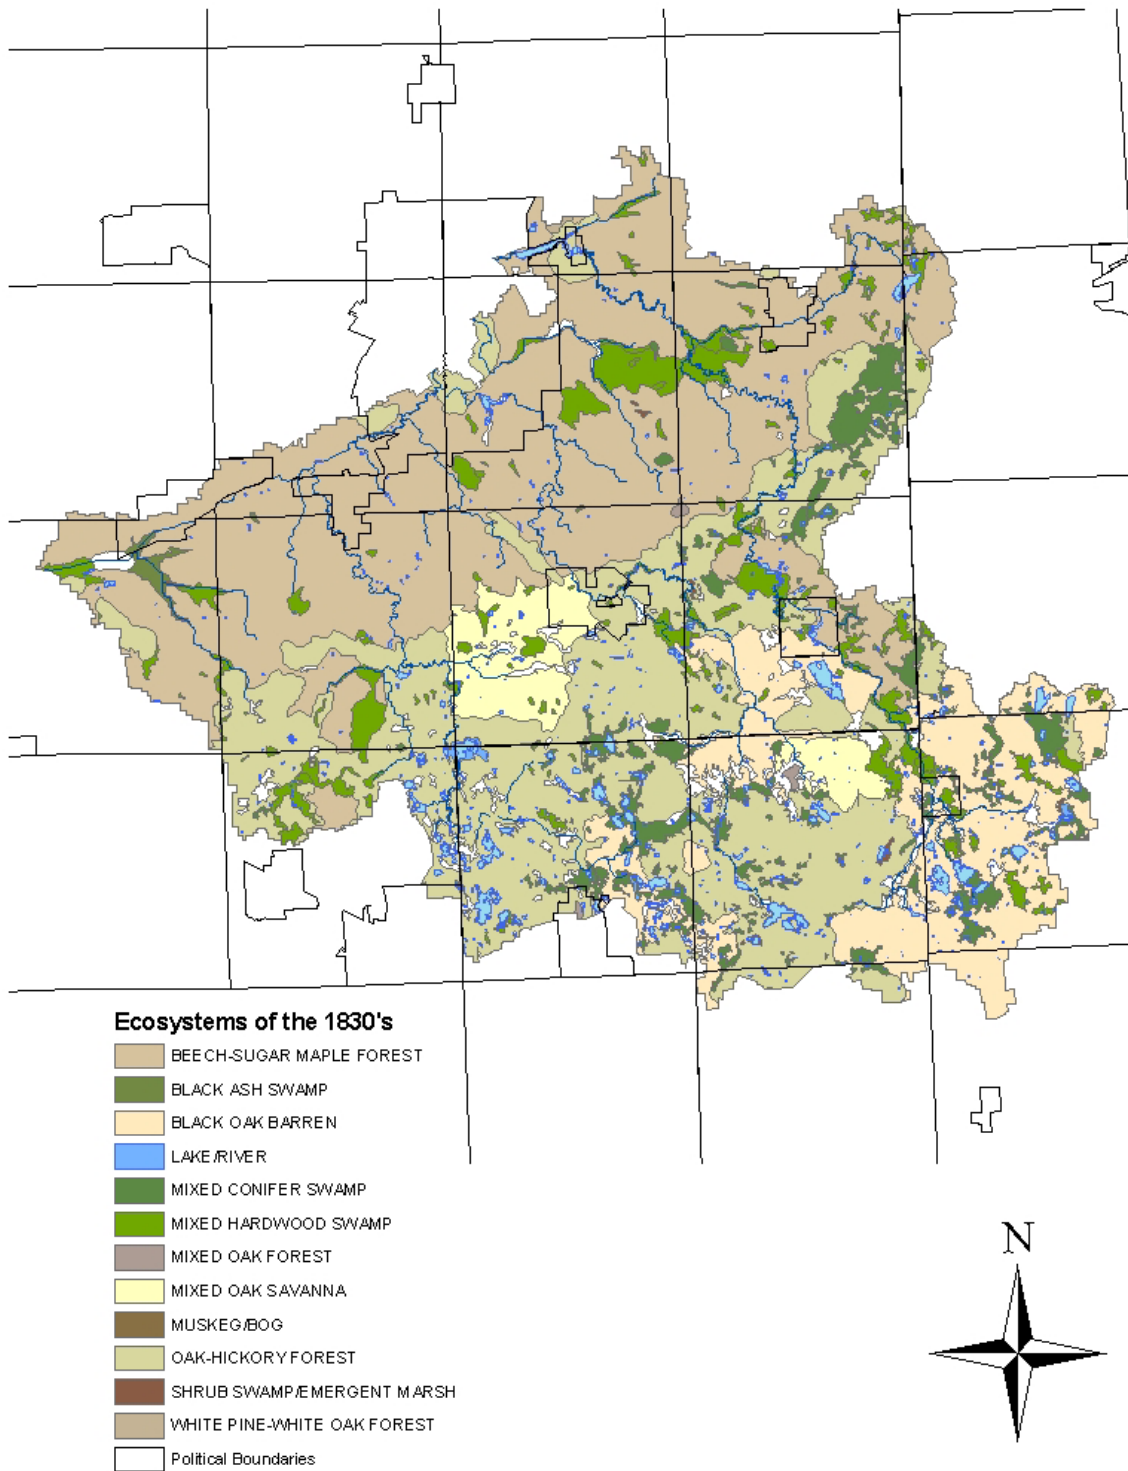 Ecosystems of the 1830's
BEECH-SUGAR MAPLE FOREST
BLACK ASH SWAMP
BLACK OAK BARREN
LAKE/RIVER
MIXED CONIFER SWAMP
MIXED HARDWOOD SWAMP
MIXED OAK FOREST
MIXED OAK SAVANNA
MUSKEG/BOG
OAK-HICKORY FOREST
SHRUB SWAMP/EMERGENT MARSH
WHITE PINE-WHITE OAK FOREST
Political Boundaries
N